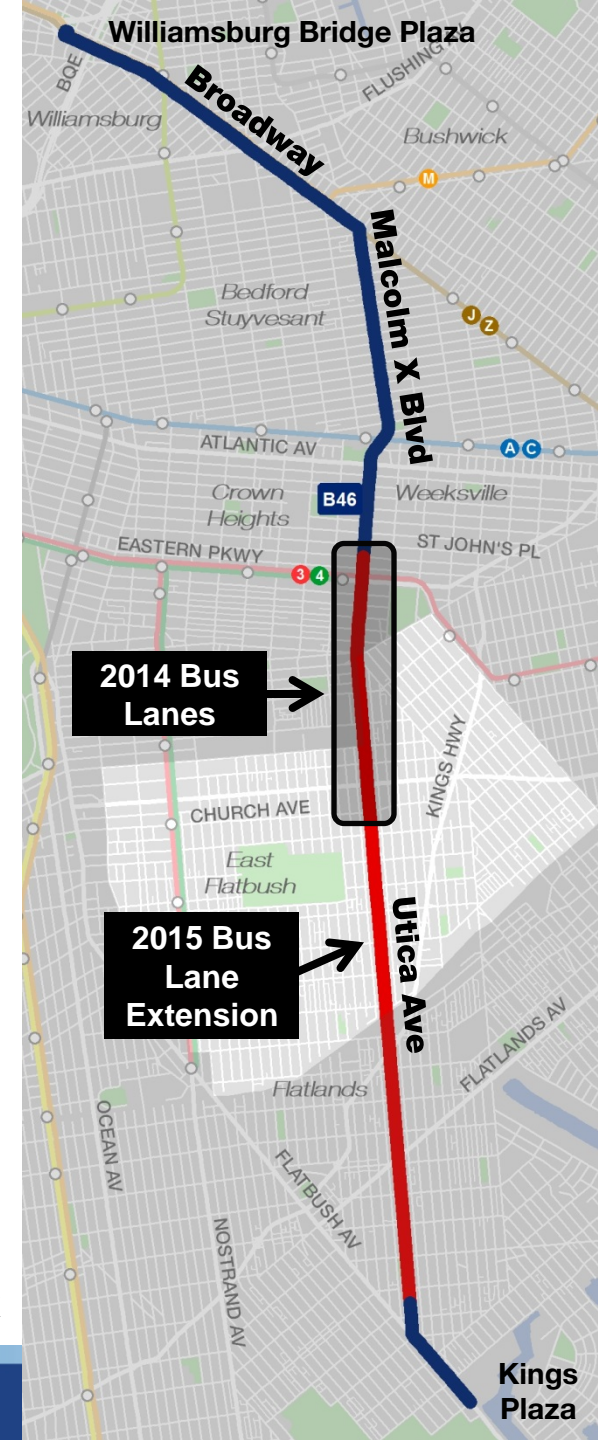 Williamsburg Bridge Plaza
BQE
Broadway
FLUSHING AV
Williamsburg
Bushwick
M
Malcolm X Blvd
Bedford
Stuyvesant
J Z
ATLANTIC AV
A C
Crown
Heights
B46
Weeksville
EASTERN PKWY
ST JOHN'S PL
3 4
2014 Bus
Lanes
KINGS HWY
CHURCH AVE
East
Flatbush
Utica Ave
2015 Bus
Lane
Extension
FLATLANDS AV
Flatlands
OCEAN AV
FLATBUSH AV
NOSTRAND AV
Kings
Plaza